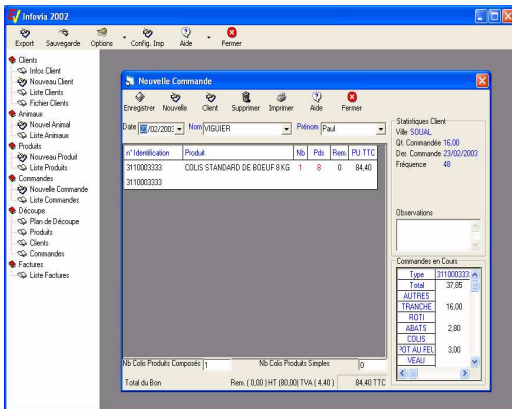 Infovia 2002
Export Sauvegarde Options Config. Imp Aide Fermer
Clients
Infos Client
Nouveau Client
Liste Clients
Fichier Clients
Animaux
Nouvel Animal
Liste Animaux
Produits
Nouveau Produit
Liste Produits
Commandes
Nouvelle Commande
Liste Commandes
Découpe
Plan de Découpe
Produits
Clients
Commandes
Factures
Liste Factures
Nouvelle Commande
Enregistrer Nouvelle Client Supprimer Imprimer Aide Fermer
Date 23/02/2003 Nom VIGUIER Prénom Paul
n° Identification Produit Nb Pds Rem. PU TTC
3110003333 COLIS STANDARD DE BOEUF 8 KG 1 8 0 84,40
3110003333
Nb Colis Produits Composés 1 Nb Colis Produits Simples 0
Total du Bon Rem. ( 0,00 ) HT (80,00) TVA ( 4,40 ) 84,40 TTC
Statistiques Client
Ville SOUAL
Qt. Commandée 16,00
Der. Commande 23/02/2003
Fréquence 48
Observations
Commandes en Cours
Type 311000333
Total 37,85
AUTRES
TRANCHE 16,00
ROTI
ABATS 2,80
COLIS
POT AU FEU 3,00
VEAU